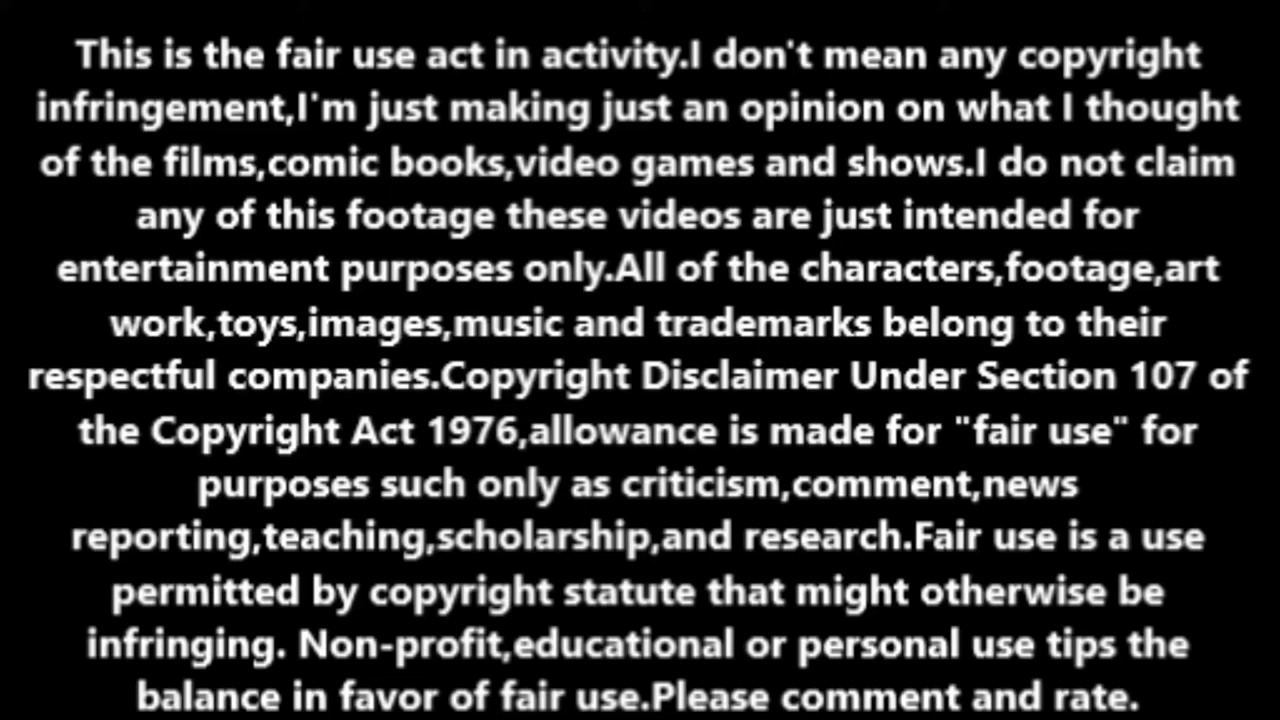 This is the fair use act in activity.I don't mean any copyright
infringement,I'm just making just an opinion on what I thought
of the films,comic books,video games and shows.I do not claim
any of this footage these videos are just intended for
entertainment purposes only.All of the characters,footage,art
work,toys,images,music and trademarks belong to their
respectful companies.Copyright Disclaimer Under Section 107 of
the Copyright Act 1976,allowance is made for "fair use" for
purposes such only as criticism,comment,news
reporting,teaching,scholarship,and research.Fair use is a use
permitted by copyright statute that might otherwise be
infringing. Non-profit,educational or personal use tips the
balance in favor of fair use.Please comment and rate.